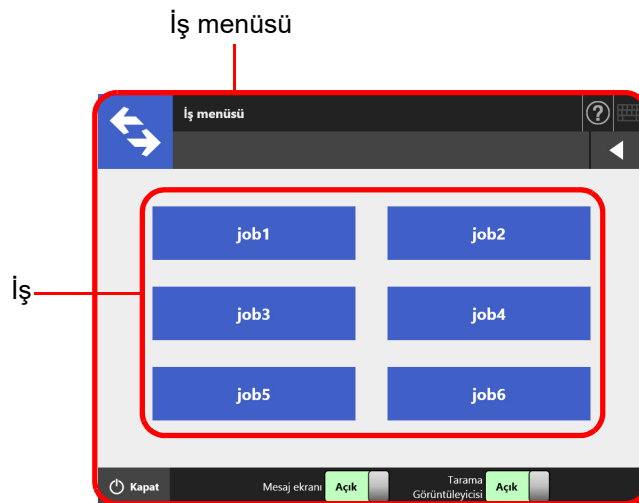 İş menüsü
İş menüsü
?
job1
job2
İş
job3
job4
job5
job6
Kapat
Mesaj ekranı
Açık
Tarama
Görüntüleyicisi
Açık